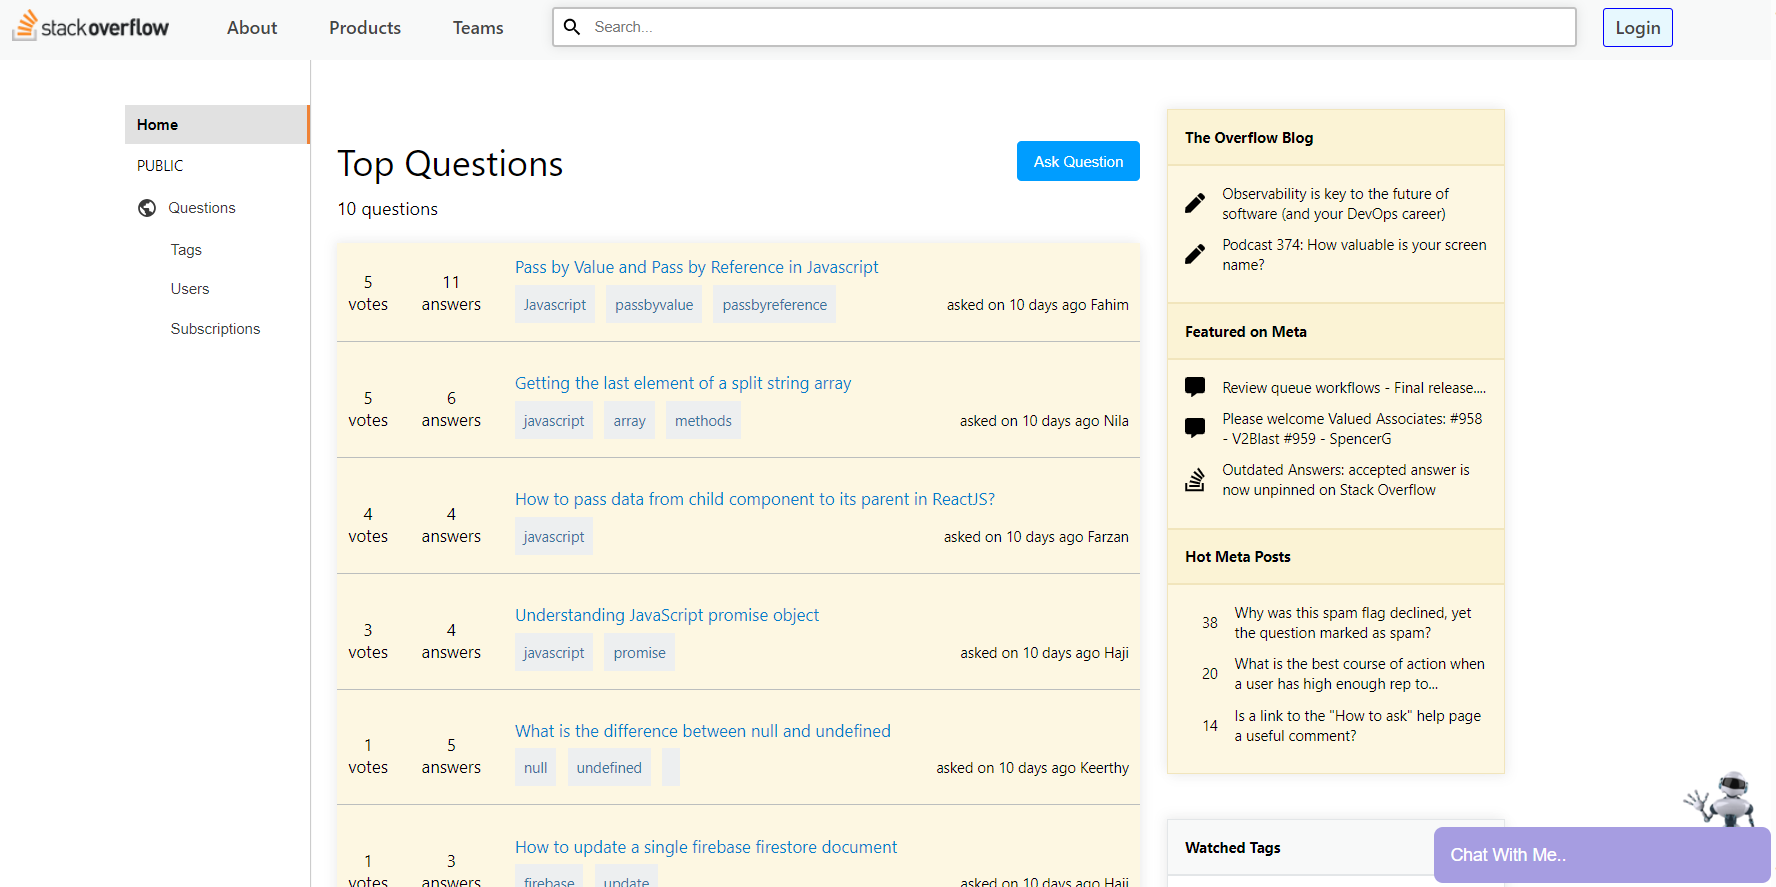 stackoverflow
About
Products
Teams
Search...
Login
Home
PUBLIC
Questions
Tags
Users
Subscriptions
Top Questions
Ask Question
10 questions
5 votes
11 answers
Pass by Value and Pass by Reference in Javascript
Javascript passbyvalue passbyreference
asked on 10 days ago Fahim
5 votes
6 answers
Getting the last element of a split string array
javascript array methods
asked on 10 days ago Nila
4 votes
4 answers
How to pass data from child component to its parent in ReactJS?
javascript
asked on 10 days ago Farzan
3 votes
4 answers
Understanding JavaScript promise object
javascript promise
asked on 10 days ago Haji
1 votes
5 answers
What is the difference between null and undefined
null undefined
asked on 10 days ago Keerthy
1 votes
3 answers
How to update a single firebase firestore document
firebase update
asked on 10 days ago Haji
The Overflow Blog
Observability is key to the future of
software (and your DevOps career)
Podcast 374: How valuable is your screen
name?
Featured on Meta
Review queue workflows - Final release....
Please welcome Valued Associates: #958
- V2Blast #959 - SpencerG
Outdated Answers: accepted answer is
now unpinned on Stack Overflow
Hot Meta Posts
38
Why was this spam flag declined, yet
the question marked as spam?
20
What is the best course of action when
a user has high enough rep to...
14
Is a link to the "How to ask" help page
a useful comment?
Watched Tags
Chat With Me..